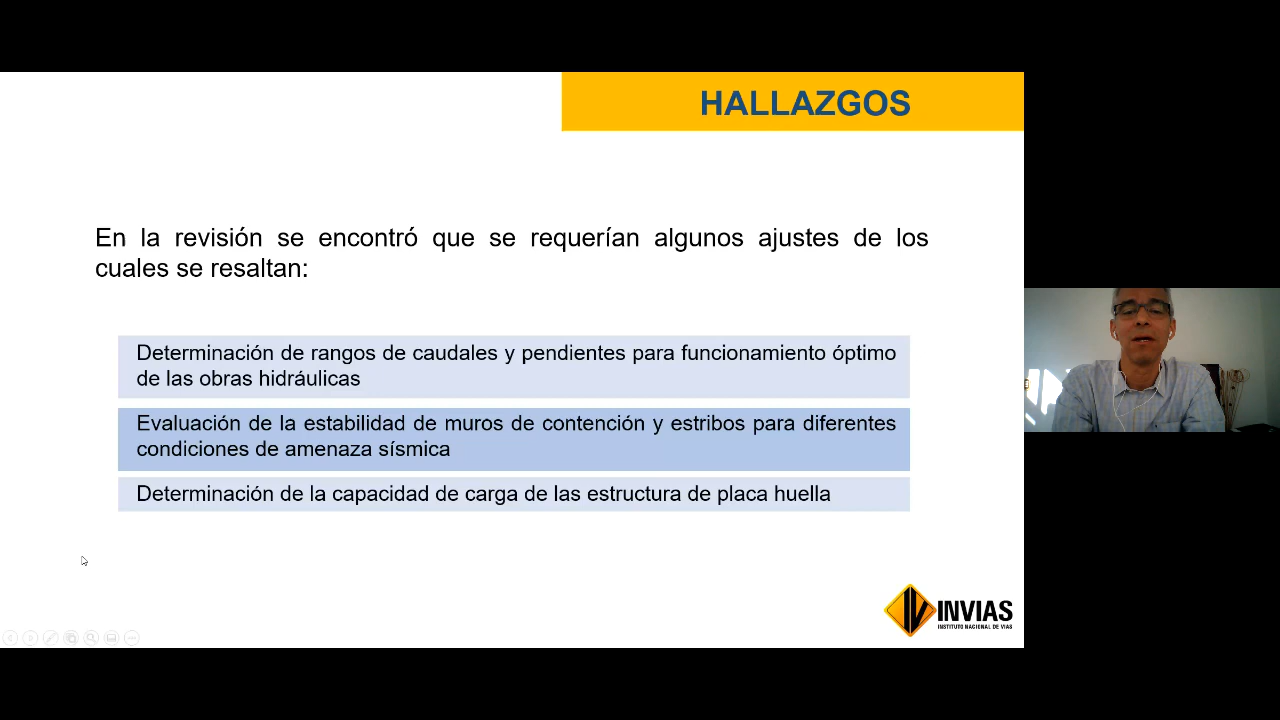 HALLAZGOS
En la revisión se encontró que se requerían algunos ajustes de los
cuales se resaltan:
Determinación de rangos de caudales y pendientes para funcionamiento óptimo
de las obras hidráulicas
Evaluación de la estabilidad de muros de contención y estribos para diferentes
condiciones de amenaza sísmica
Determinación de la capacidad de carga de las estructura de placa huella
INVIAS
INSTITUTO NACIONAL DE VIAS